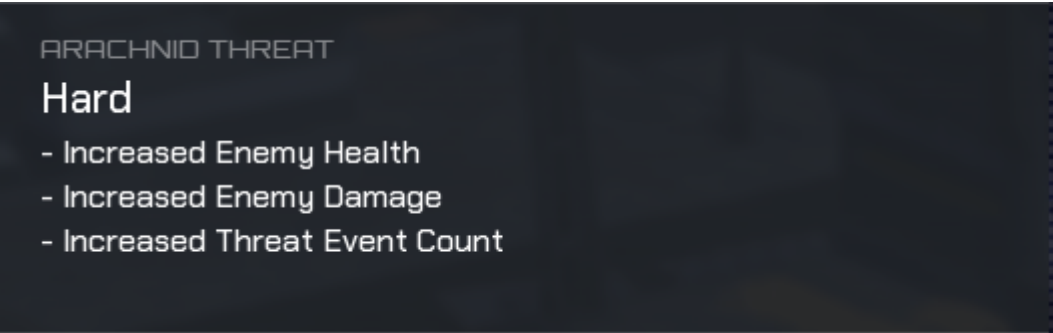 ARACHNID THREAT
Hard
- Increased Enemy Health
- Increased Enemy Damage
- Increased Threat Event Count